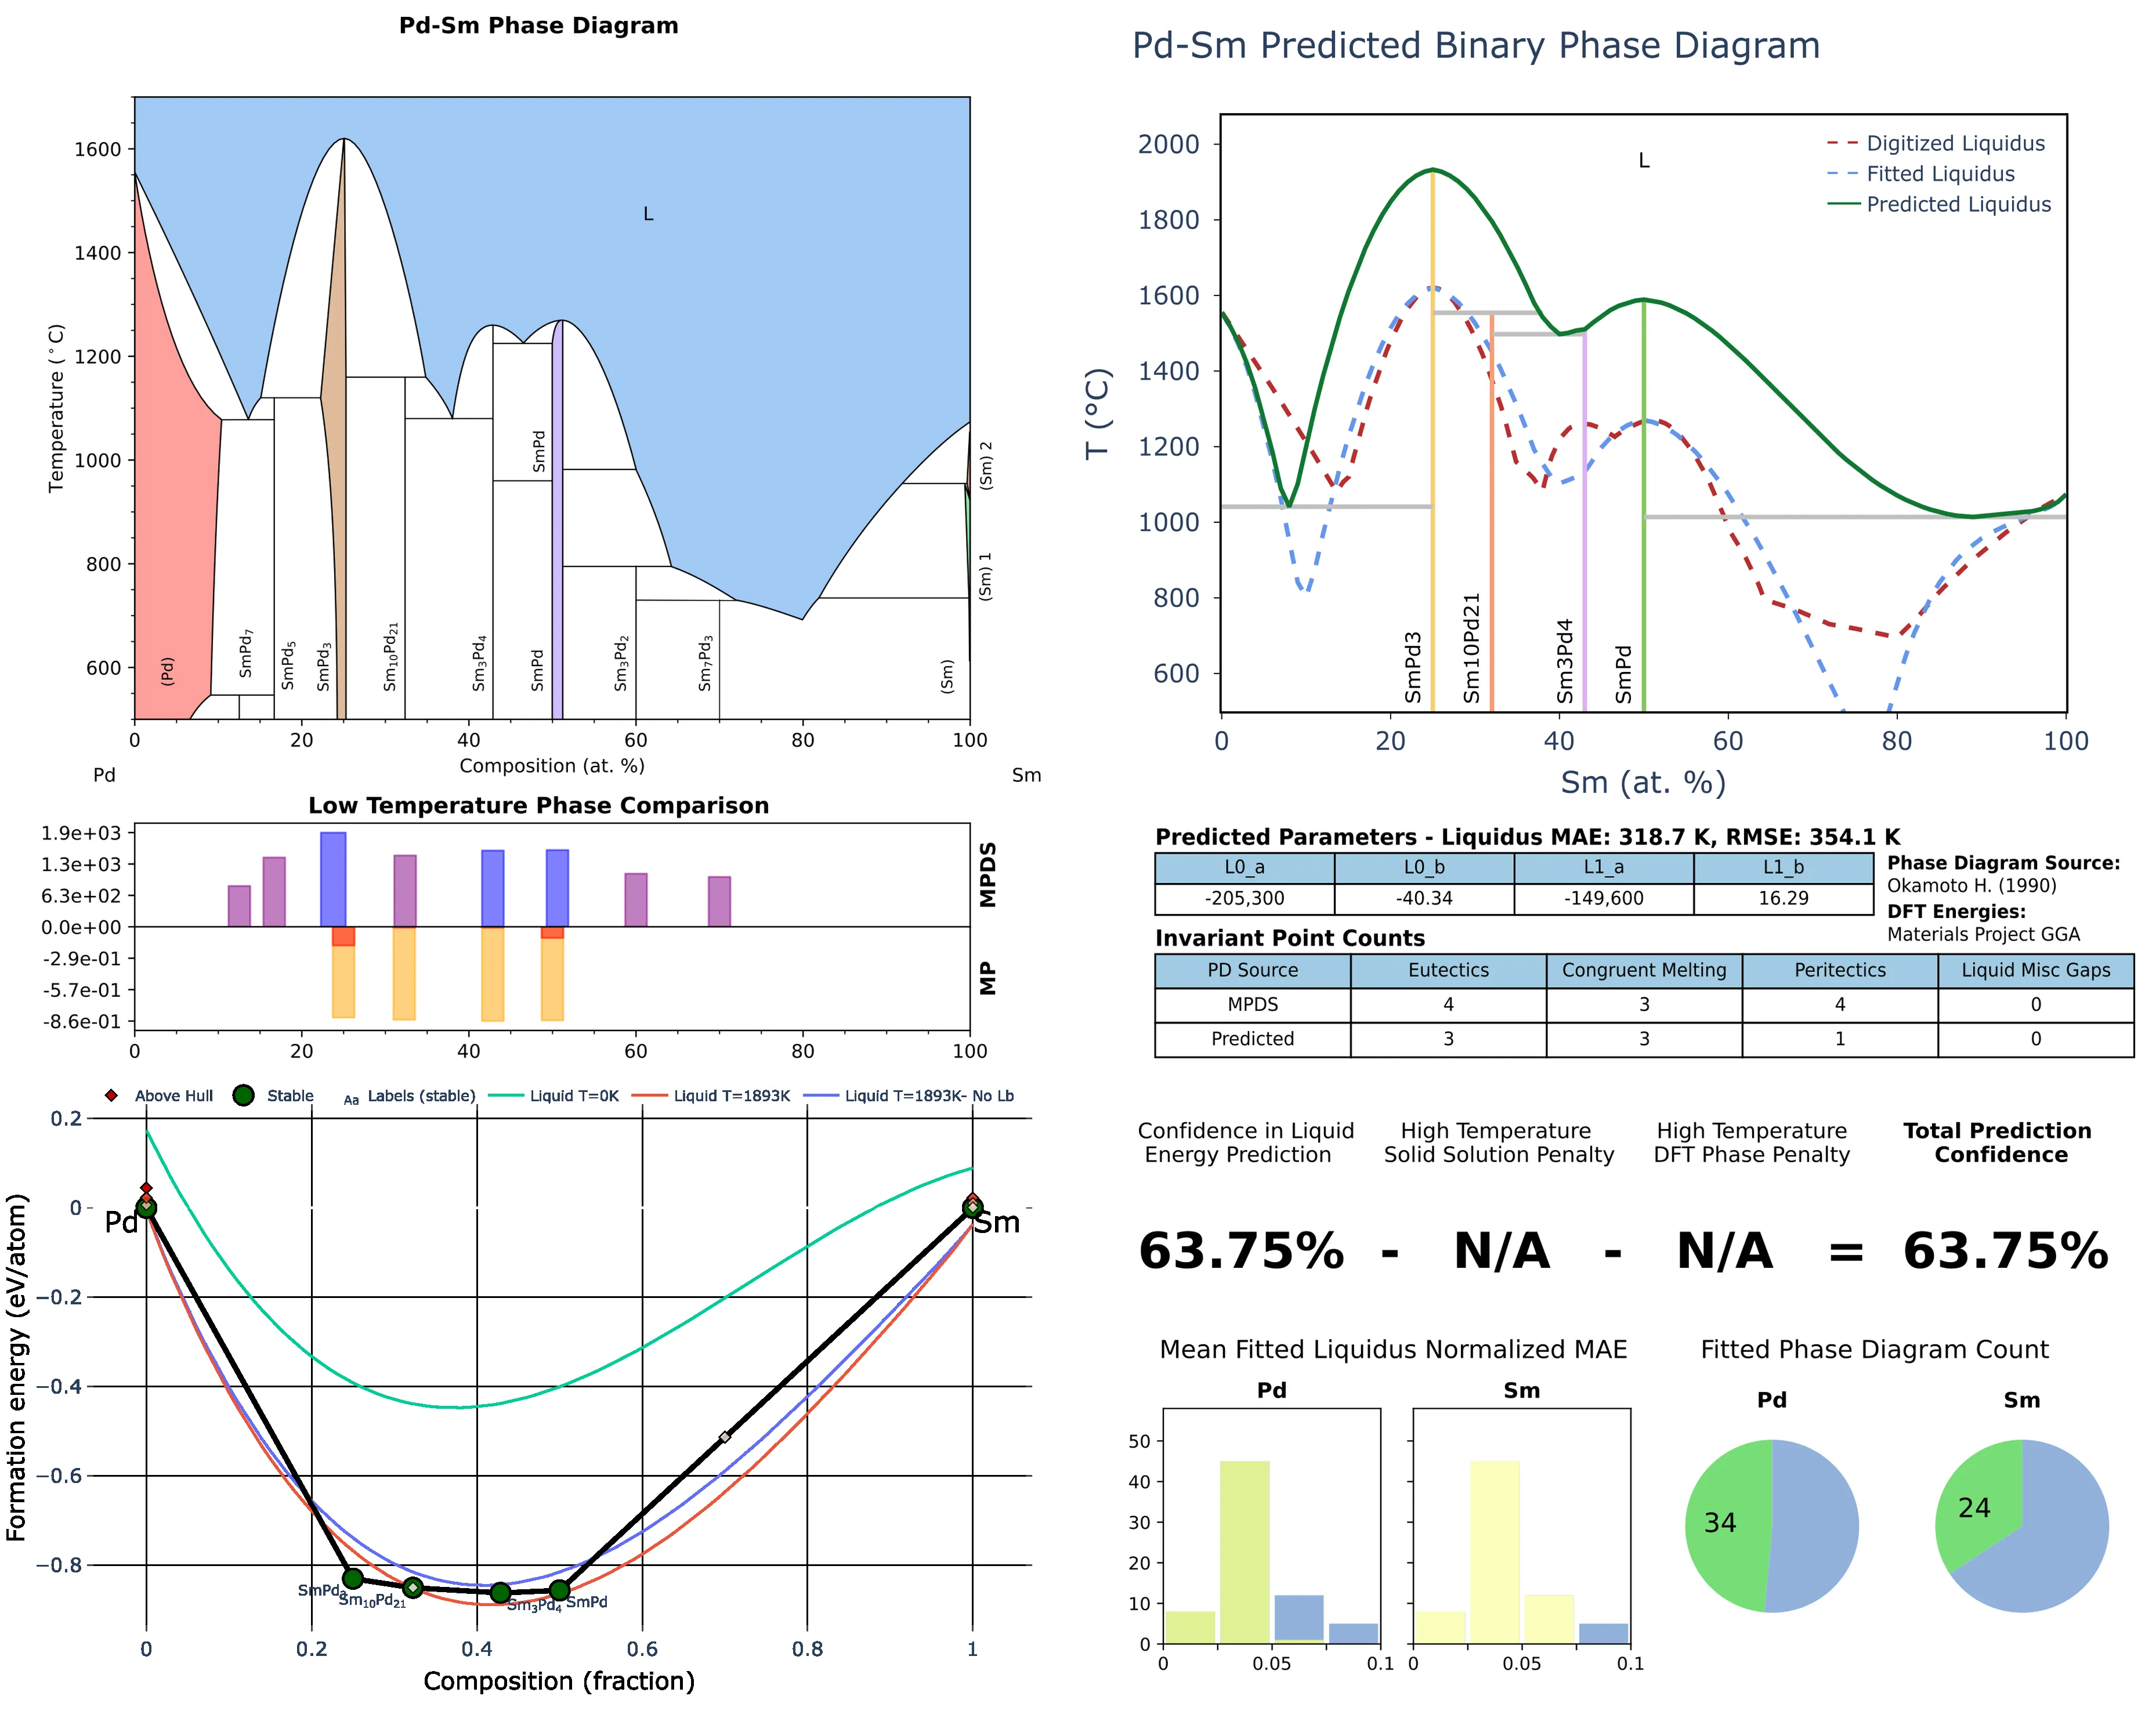 Pd-Sm Phase Diagram
Temperature (°C)
1600
1400
1200
1000
800
600
L
(Pd)
SmPd7
SmPd5
SmPd3
Sm10Pd21
Sm3Pd4
SmPd
SmPd
Sm3Pd2
Sm7Pd3
(Sm)
(Sm) 2
(Sm) 1
0 20 40 60 80 100
Composition (at. %)
Pd Sm
Low Temperature Phase Comparison
1.9e+03
1.3e+03
6.3e+02
0.0e+00
-2.9e-01
-5.7e-01
-8.6e-01
MPDS
MP
0 20 40 60 80 100
Above Hull Stable Aa Labels (stable) Liquid T=0K Liquid T=1893K Liquid T=1893K- No Lb
Formation energy (eV/atom)
0.2
0
−0.2
−0.4
−0.6
−0.8
Pd Sm
SmPd3
Sm10Pd21
Sm3Pd4
SmPd
0 0.2 0.4 0.6 0.8 1
Composition (fraction)
Pd-Sm Predicted Binary Phase Diagram
T (°C)
2000
1800
1600
1400
1200
1000
800
600
L
Digitized Liquidus
Fitted Liquidus
Predicted Liquidus
SmPd3
Sm10Pd21
Sm3Pd4
SmPd
0 20 40 60 80 100
Sm (at. %)
Predicted Parameters - Liquidus MAE: 318.7 K, RMSE: 354.1 K
L0_a L0_b L1_a L1_b
-205,300 -40.34 -149,600 16.29
Phase Diagram Source:
Okamoto H. (1990)
DFT Energies:
Materials Project GGA
Invariant Point Counts
PD Source Eutectics Congruent Melting Peritectics Liquid Misc Gaps
MPDS 4 3 4 0
Predicted 3 3 1 0
Confidence in Liquid
Energy Prediction
High Temperature
Solid Solution Penalty
High Temperature
DFT Phase Penalty
Total Prediction
Confidence
63.75% - N/A - N/A = 63.75%
Mean Fitted Liquidus Normalized MAE
Pd Sm
50
40
30
20
10
0
0 0.05 0.1 0 0.05 0.1
Fitted Phase Diagram Count
Pd Sm
34 24